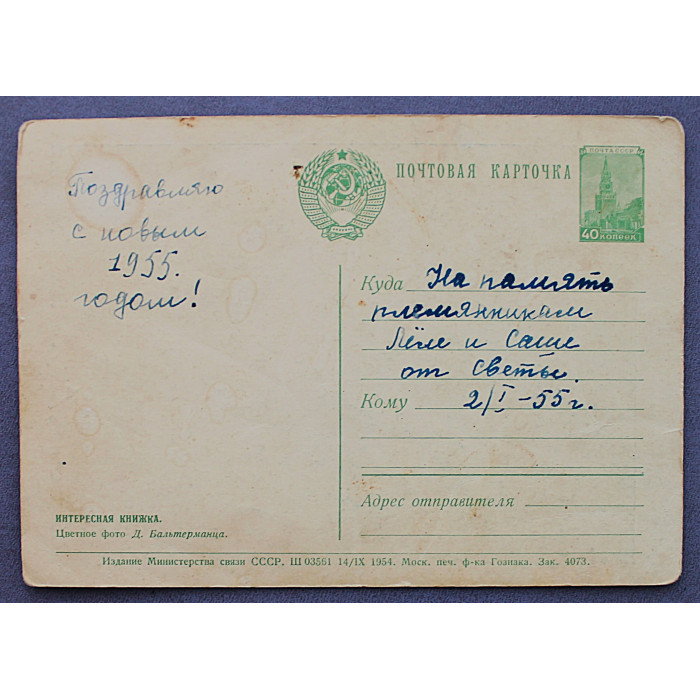 Поздравляю
с новым
1955.
годом!
ПОЧТОВАЯ КАРТОЧКА
ПОЧТА СССР
40 КОПЕЕК
Куда На память
племянникам
Лёле и Саше
от Светы.
Кому 2/I-55 г.
Адрес отправителя
ИНТЕРЕСНАЯ КНИЖКА.
Цветное фото Д. Бальтерманца.
Издание Министерства связи СССР. Ш 03561 14/IX 1954. Моск. печ. ф-ка Гознака. Зак. 4073.